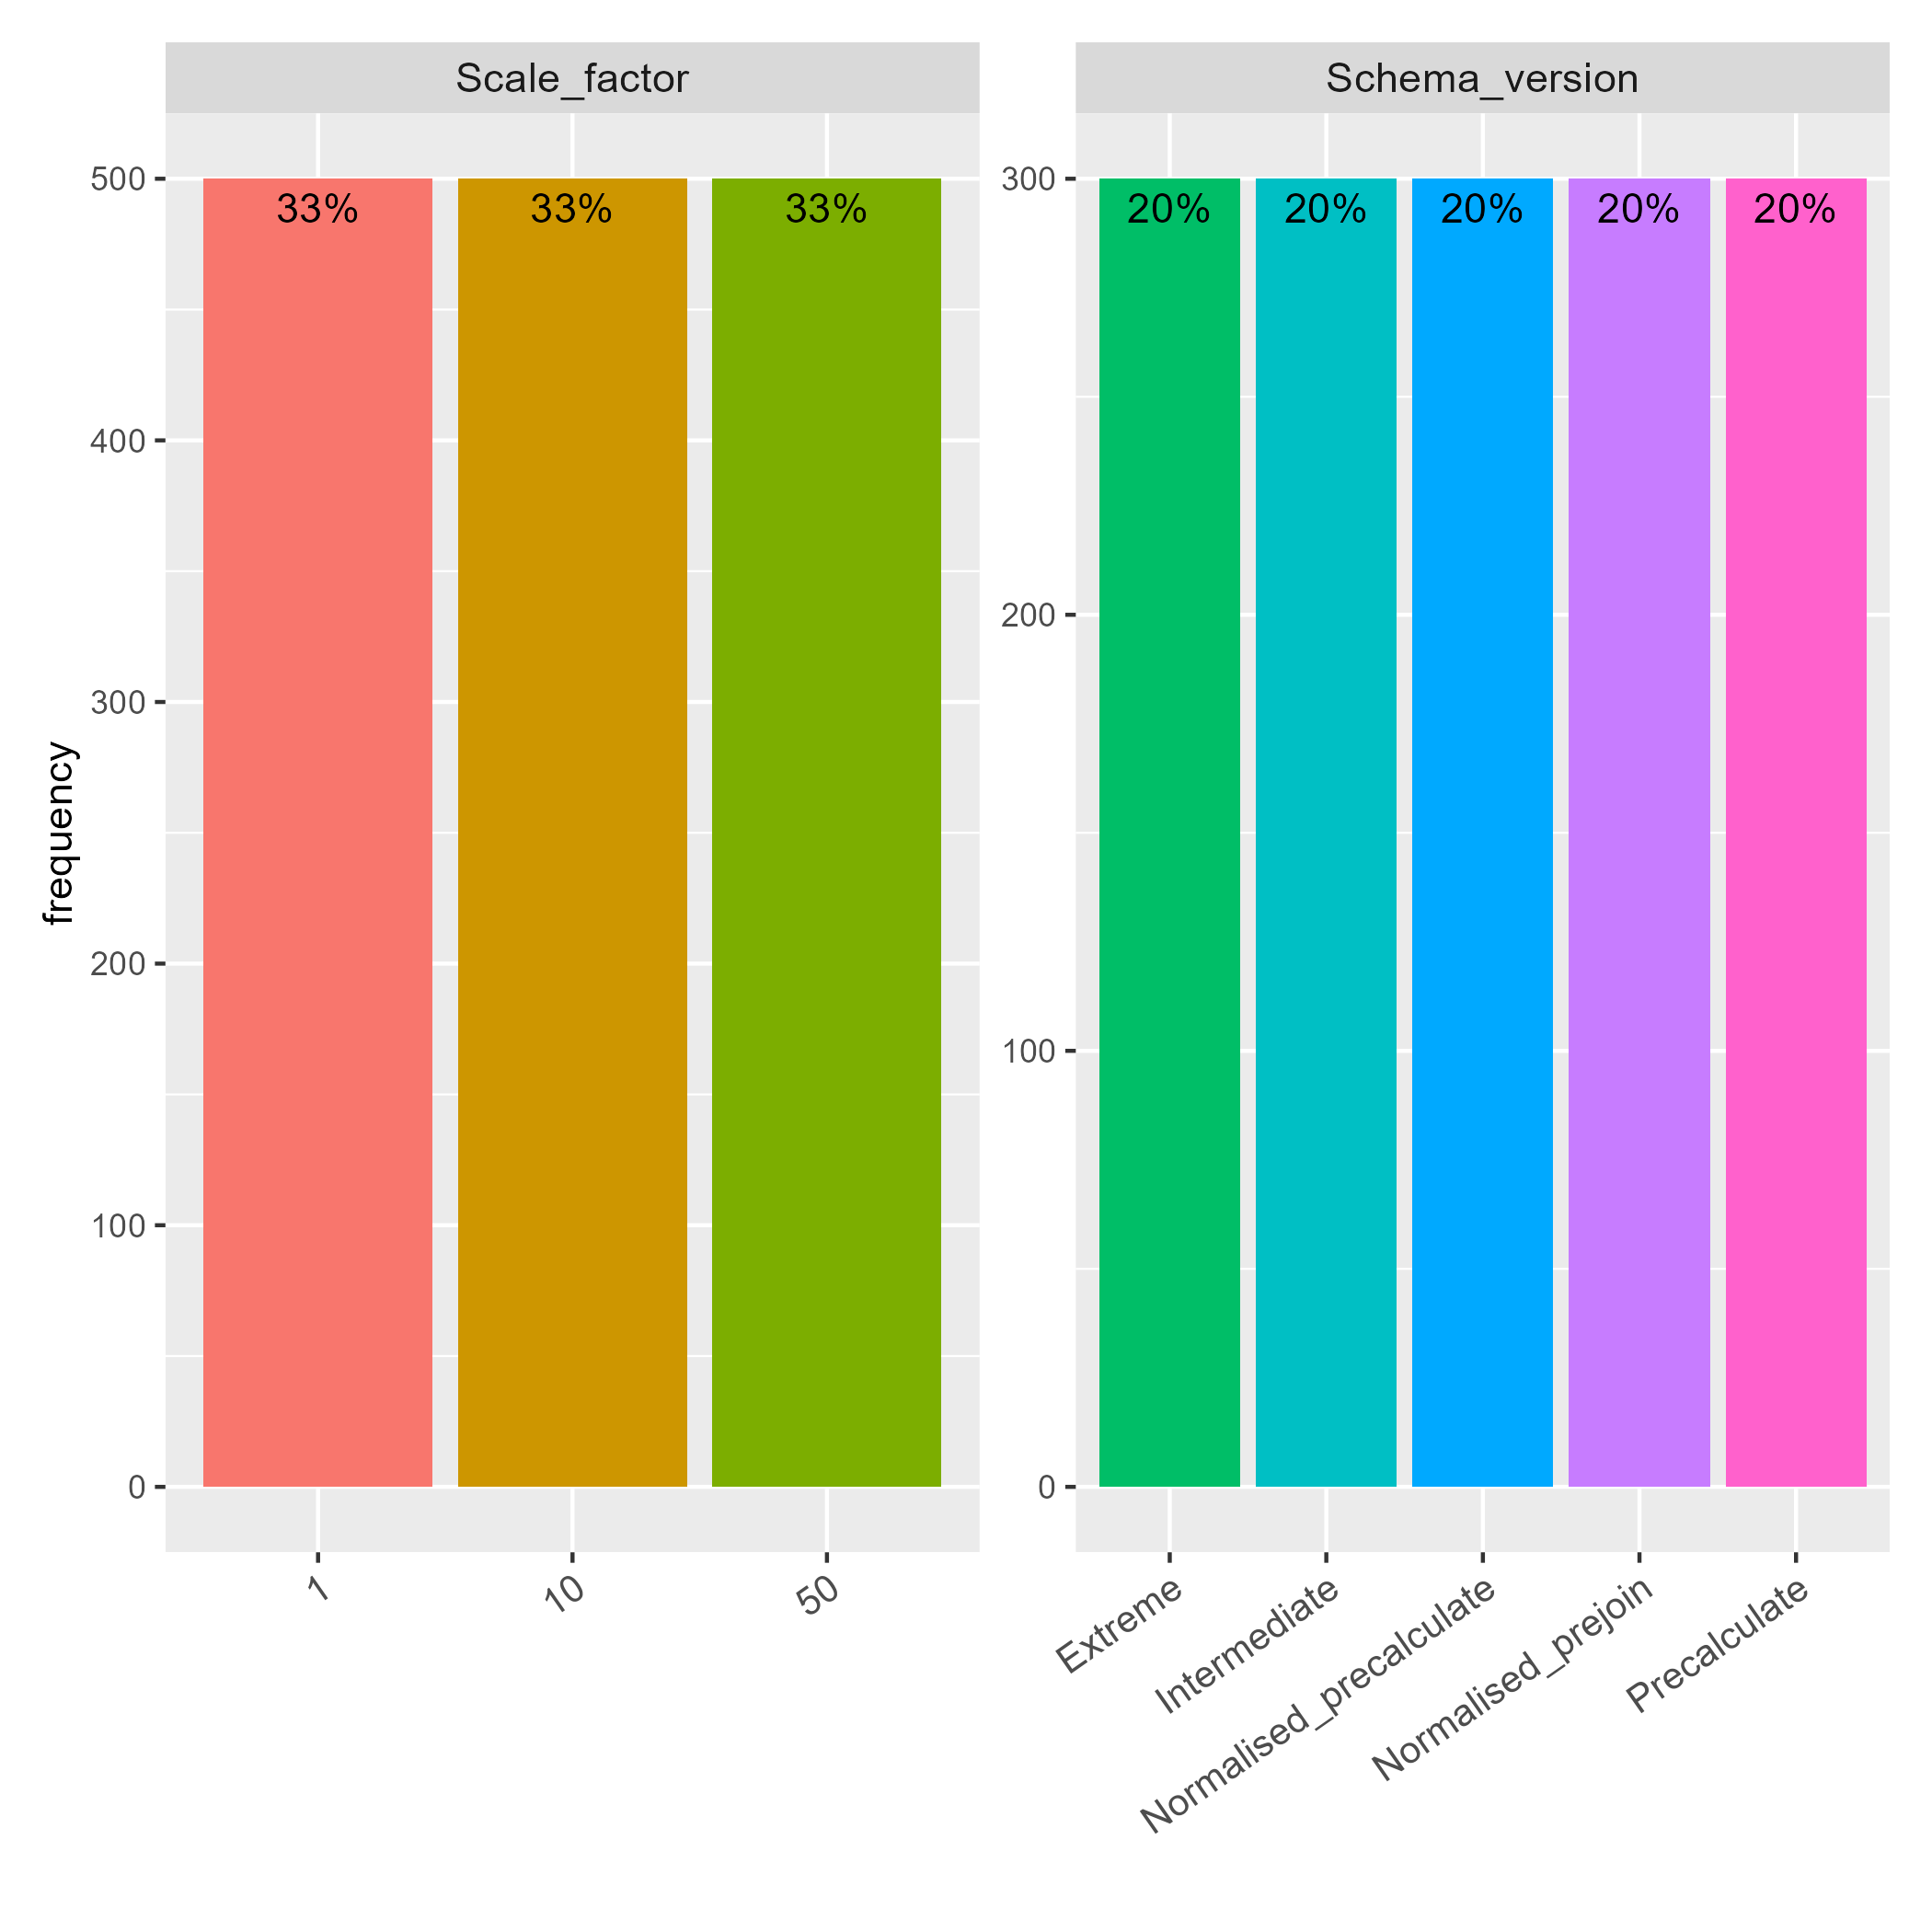 Scale_factor
Schema_version
frequency
500
400
300
200
100
0
33%
33%
33%
1
10
50
300
200
100
0
20%
20%
20%
20%
20%
Extreme
Intermediate
Normalised_precalculate
Normalised_prejoin
Precalculate